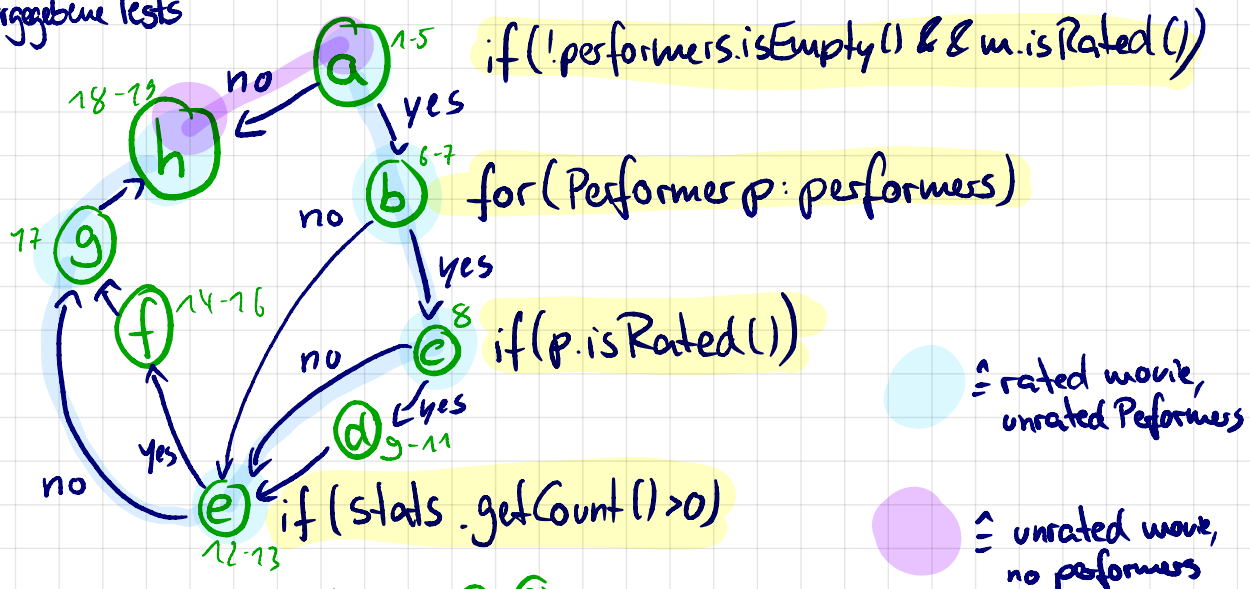 rgegebene Tests
a 1-5 if(!performers.isEmpty() && m.isRated())
no
yes
18-19
h
6-7
b for(Performer p: performers)
no
yes
17
g
14-16
f
8
c if(p.isRated())
no
yes
d
9-11
yes
no
e if(stats.getCount()>0)
12-13
≙ rated movie,
unrated Performers
≙ unrated movie,
no performers